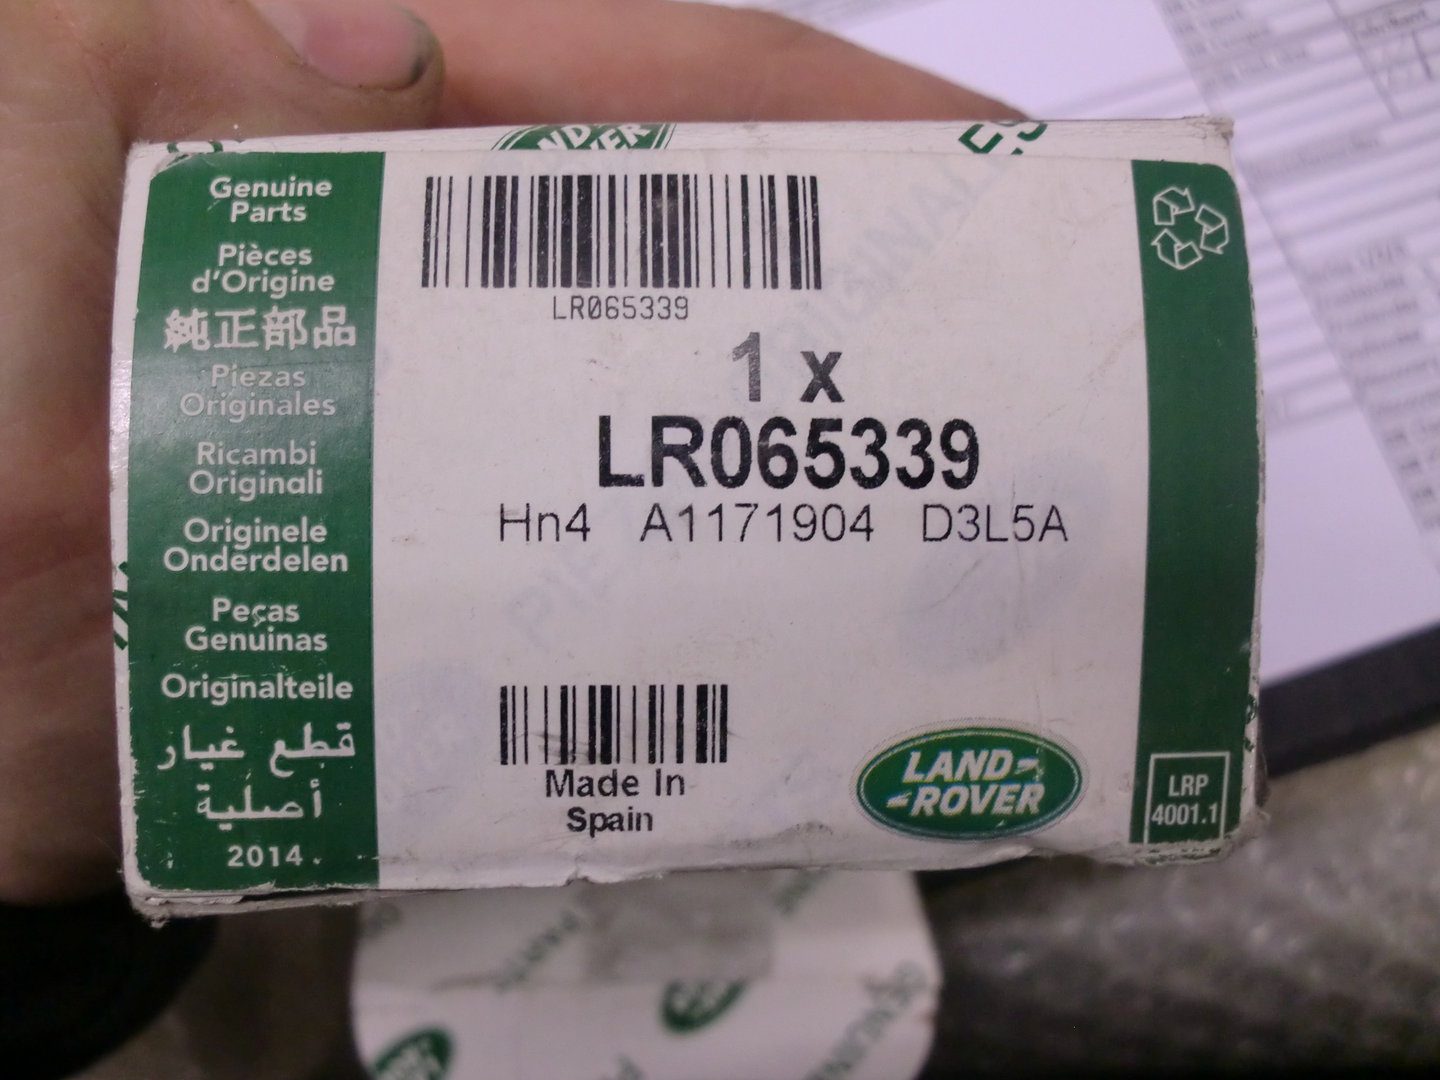 Genuine
Parts
Pièces
d'Origine
純正部品
Piezas
Originales
Ricambi
Originali
Originele
Onderdelen
Peças
Genuinas
Originalteile
قطع غيار
أصلية
2014
LR065339
1 x
LR065339
Hn4 A1171904 D3L5A
Made In
Spain
LAND-
-ROVER
LRP
4001.1